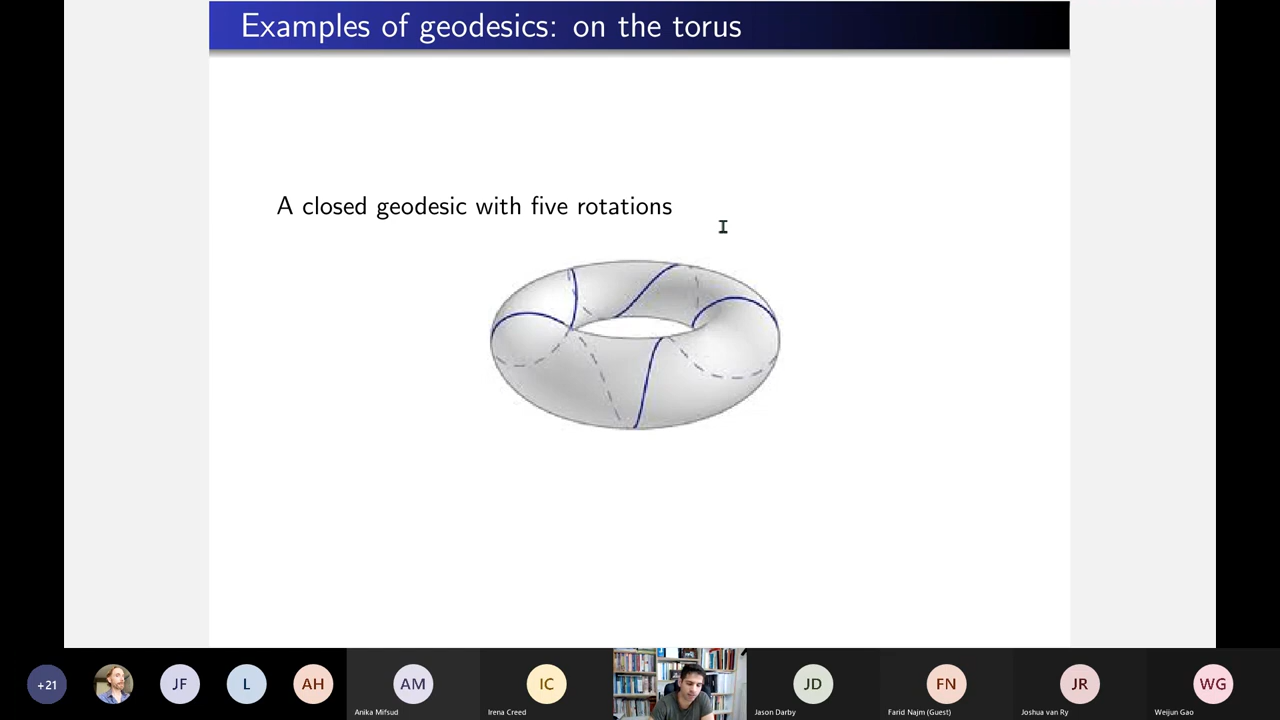 Examples of geodesics: on the torus
A closed geodesic with five rotations
+21
JF
L
AH
AM
IC
JD
FN
JR
WG
Anika Mifsud
Irena Creed
Jason Darby
Farid Najm (Guest)
Joshua van Ry
Weijun Gao